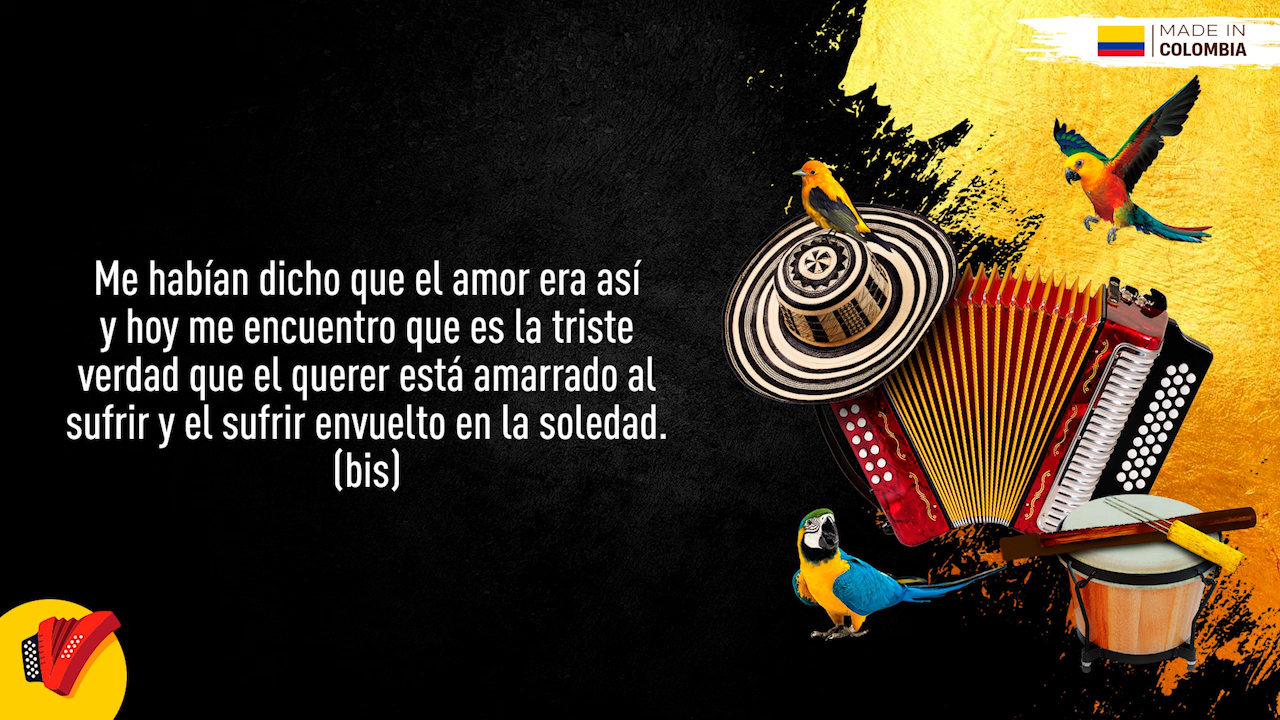 MADE IN
COLOMBIA
Me habían dicho que el amor era así
y hoy me encuentro que es la triste
verdad que el querer está amarrado al
sufrir y el sufrir envuelto en la soledad.
(bis)